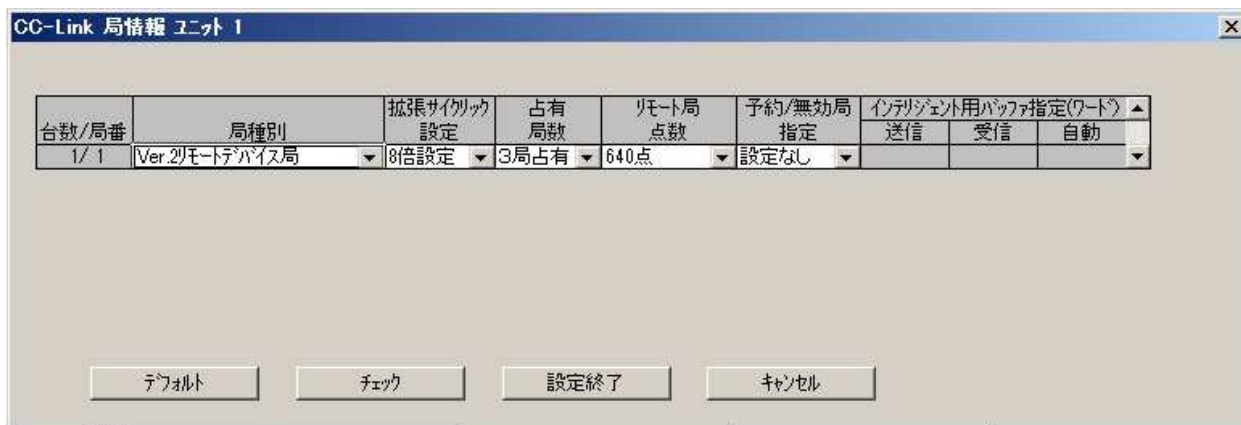 CC-Link 局情報 ユニット 1
台数/局番 局種別 拡張サイクリック設定 占有局数 リモート局点数 予約/無効局指定 インテリジェント用バッファ指定(ワード)
送信 受信 自動
1/ 1 Ver.2リモートデバイス局 8倍設定 3局占有 640点 設定なし
デフォルト チェック 設定終了 キャンセル